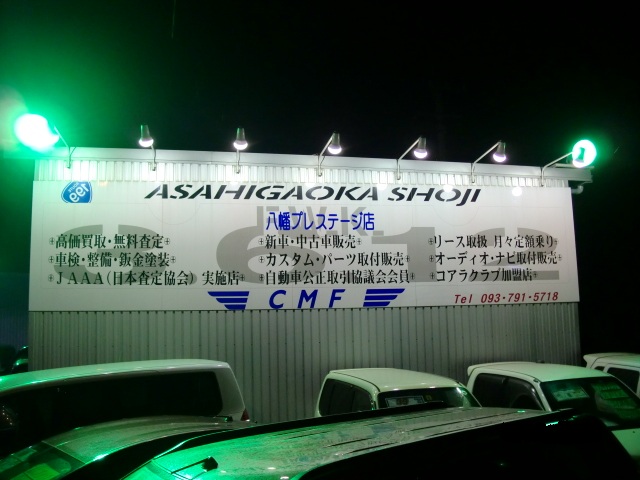 ASAHIGAOKA SHOJI
八幡プレステージ店
+高価買取・無料査定+ +新車・中古車販売+ +リース取扱 月々定額乗り+
+車検・整備・鈑金塗装+ +カスタム・パーツ取付販売+ +オーディオ・ナビ取付販売+
+JAAA(日本査定協会) 実施店+ +自動車公正取引協議会会員+ +コアラクラブ加盟店+
CMF
Tel 093・791・5718